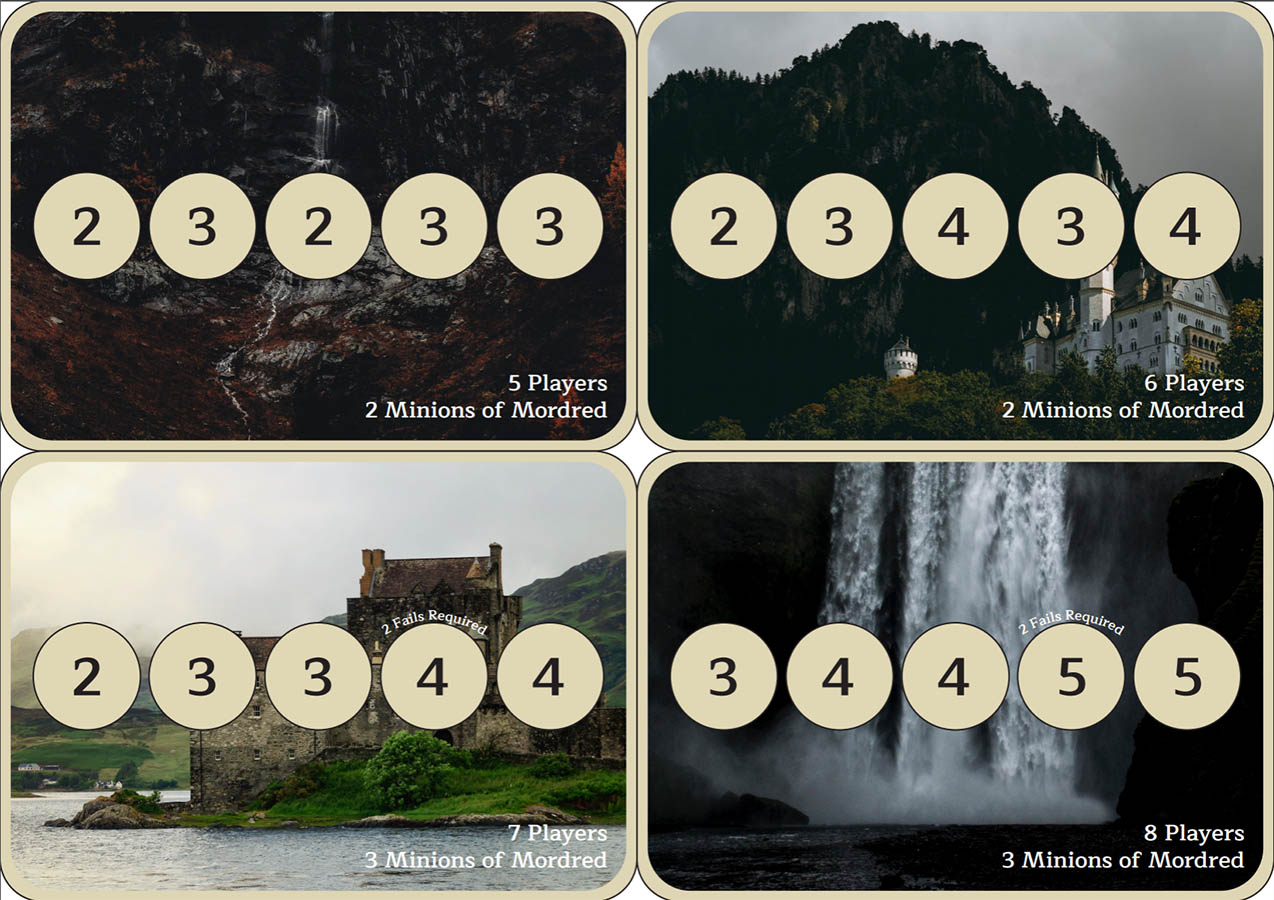 2 3 2 3 3
5 Players
2 Minions of Mordred
2 3 4 3 4
6 Players
2 Minions of Mordred
2 Fails Required
2 3 3 4 4
7 Players
3 Minions of Mordred
2 Fails Required
3 4 4 5 5
8 Players
3 Minions of Mordred